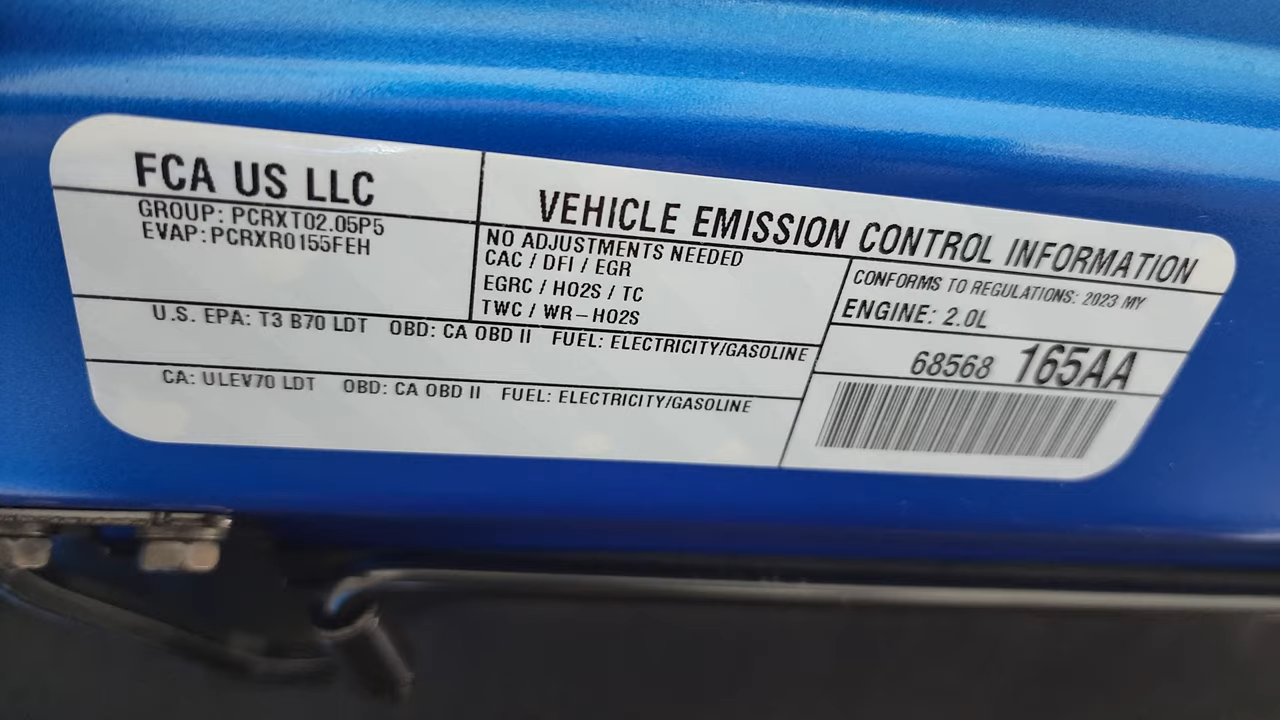 FCA US LLC
GROUP: PCRXT02.05P5
EVAP: PCRXR0155FEH
VEHICLE EMISSION CONTROL INFORMATION
NO ADJUSTMENTS NEEDED
CAC / DFI / EGR
EGRC / HO2S / TC
TWC / WR-HO2S
CONFORMS TO REGULATIONS: 2023 MY
ENGINE: 2.0L
U.S. EPA: T3 B70 LDT OBD: CA OBD II FUEL: ELECTRICITY/GASOLINE
CA: ULEV70 LDT OBD: CA OBD II FUEL: ELECTRICITY/GASOLINE
68568 165AA